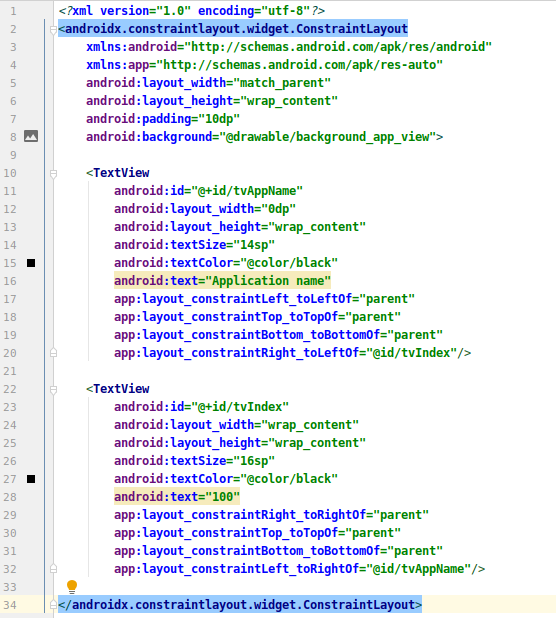 1 <?xml version="1.0" encoding="utf-8"?>
2 <androidx.constraintlayout.widget.ConstraintLayout
3 xmlns:android="http://schemas.android.com/apk/res/android"
4 xmlns:app="http://schemas.android.com/apk/res-auto"
5 android:layout_width="match_parent"
6 android:layout_height="wrap_content"
7 android:padding="10dp"
8 android:background="@drawable/background_app_view">
9
10 <TextView
11 android:id="@+id/tvAppName"
12 android:layout_width="0dp"
13 android:layout_height="wrap_content"
14 android:textSize="14sp"
15 android:textColor="@color/black"
16 android:text="Application name"
17 app:layout_constraintLeft_toLeftOf="parent"
18 app:layout_constraintTop_toTopOf="parent"
19 app:layout_constraintBottom_toBottomOf="parent"
20 app:layout_constraintRight_toLeftOf="@id/tvIndex"/>
21
22 <TextView
23 android:id="@+id/tvIndex"
24 android:layout_width="wrap_content"
25 android:layout_height="wrap_content"
26 android:textSize="16sp"
27 android:textColor="@color/black"
28 android:text="100"
29 app:layout_constraintRight_toRightOf="parent"
30 app:layout_constraintTop_toTopOf="parent"
31 app:layout_constraintBottom_toBottomOf="parent"
32 app:layout_constraintLeft_toRightOf="@id/tvAppName"/>
33
34 </androidx.constraintlayout.widget.ConstraintLayout>